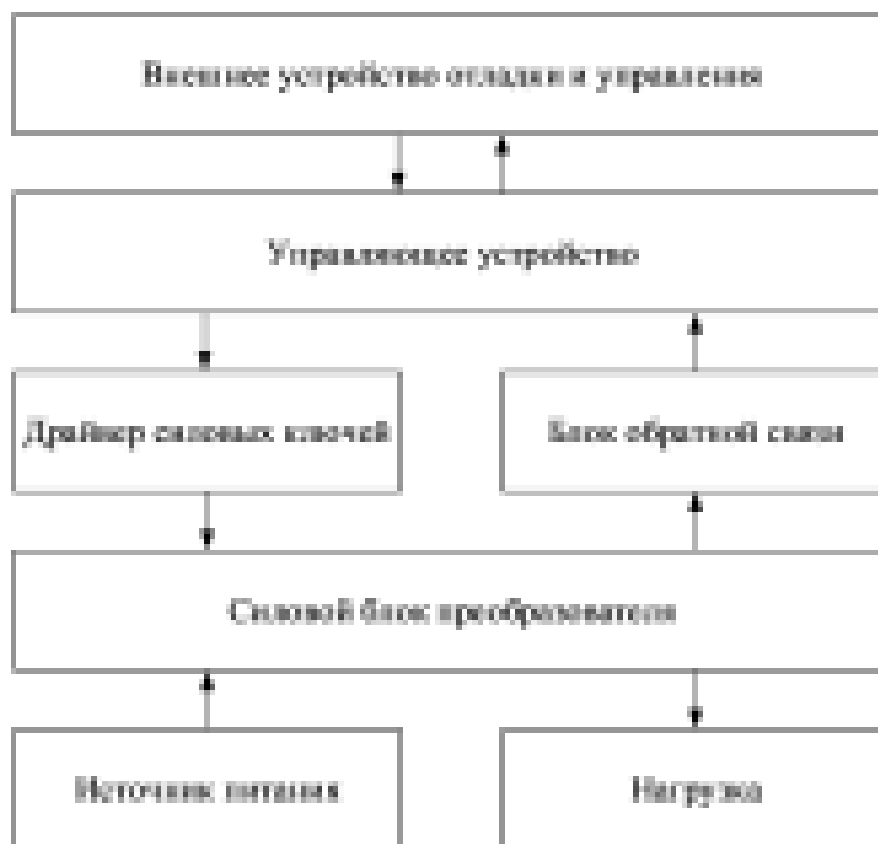 Внешнее устройство отладки и управления
Управляющее устройство
Драйвер силовых ключей
Блок обратной связи
Силовой блок преобразователя
Источник питания
Нагрузка